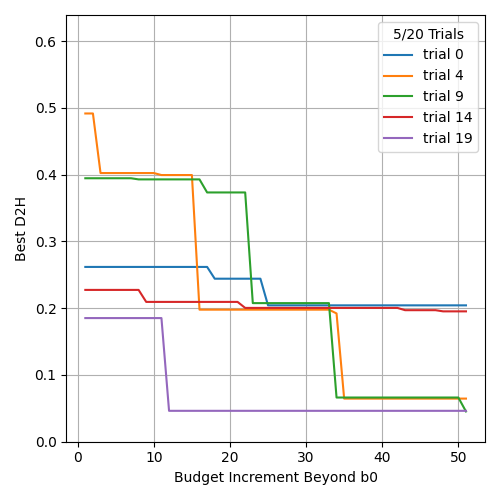 5/20 Trials
trial 0
trial 4
trial 9
trial 14
trial 19
Best D2H
0.6
0.5
0.4
0.3
0.2
0.1
0.0
0 10 20 30 40 50
Budget Increment Beyond b0